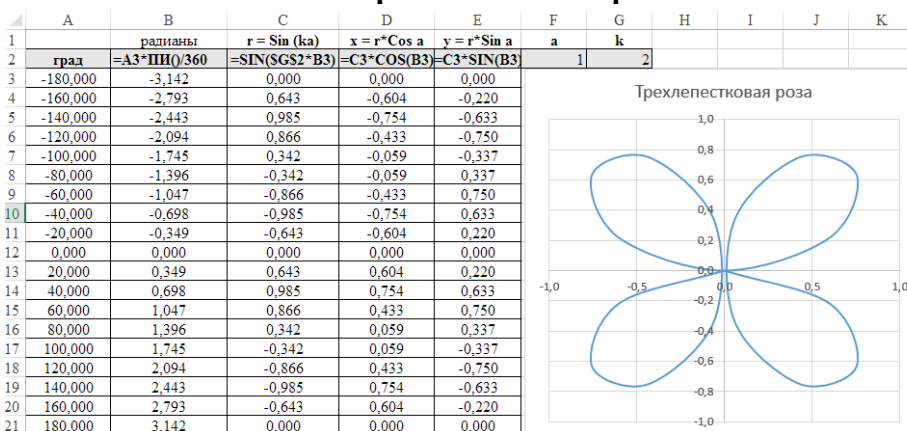 A B C D E F G H I J K
1 радианы r = Sin (ka) x = r*Cos a y = r*Sin a a k
2 град =A3*ПИ()/360 =SIN($G$2*B3) =C3*COS(B3) =C3*SIN(B3) 1 2
3 -180,000 -3,142 0,000 0,000 0,000
4 -160,000 -2,793 0,643 -0,604 -0,220
5 -140,000 -2,443 0,985 -0,754 -0,633
6 -120,000 -2,094 0,866 -0,433 -0,750
7 -100,000 -1,745 0,342 -0,059 -0,337
8 -80,000 -1,396 -0,342 -0,059 0,337
9 -60,000 -1,047 -0,866 -0,433 0,750
10 -40,000 -0,698 -0,985 -0,754 0,633
11 -20,000 -0,349 -0,643 -0,604 0,220
12 0,000 0,000 0,000 0,000 0,000
13 20,000 0,349 0,643 0,604 0,220
14 40,000 0,698 0,985 0,754 0,633
15 60,000 1,047 0,866 0,433 0,750
16 80,000 1,396 0,342 0,059 0,337
17 100,000 1,745 -0,342 0,059 -0,337
18 120,000 2,094 -0,866 0,433 -0,750
19 140,000 2,443 -0,985 0,754 -0,633
20 160,000 2,793 -0,643 0,604 -0,220
21 180,000 3,142 0,000 0,000 0,000
Трехлепестковая роза
1,0
0,8
0,6
0,4
0,2
0,0
-1,0 -0,5 0,0 0,5 1,0
-0,2
-0,4
-0,6
-0,8
-1,0